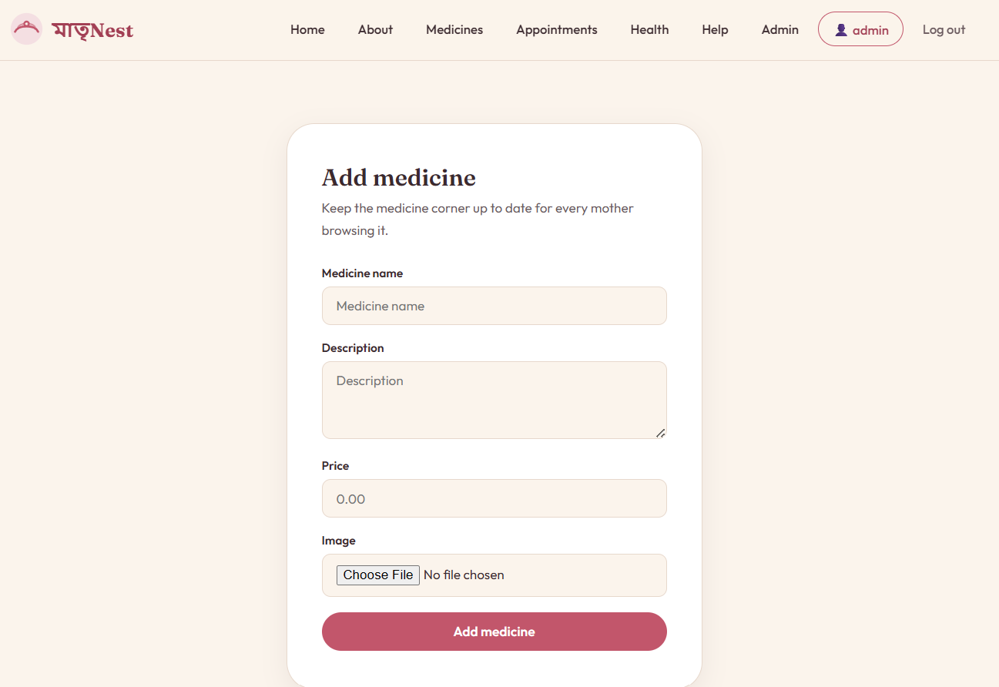 মাতৃNest
Home About Medicines Appointments Health Help Admin admin Log out
Add medicine
Keep the medicine corner up to date for every mother
browsing it.
Medicine name
Medicine name
Description
Description
Price
0.00
Image
Choose File No file chosen
Add medicine